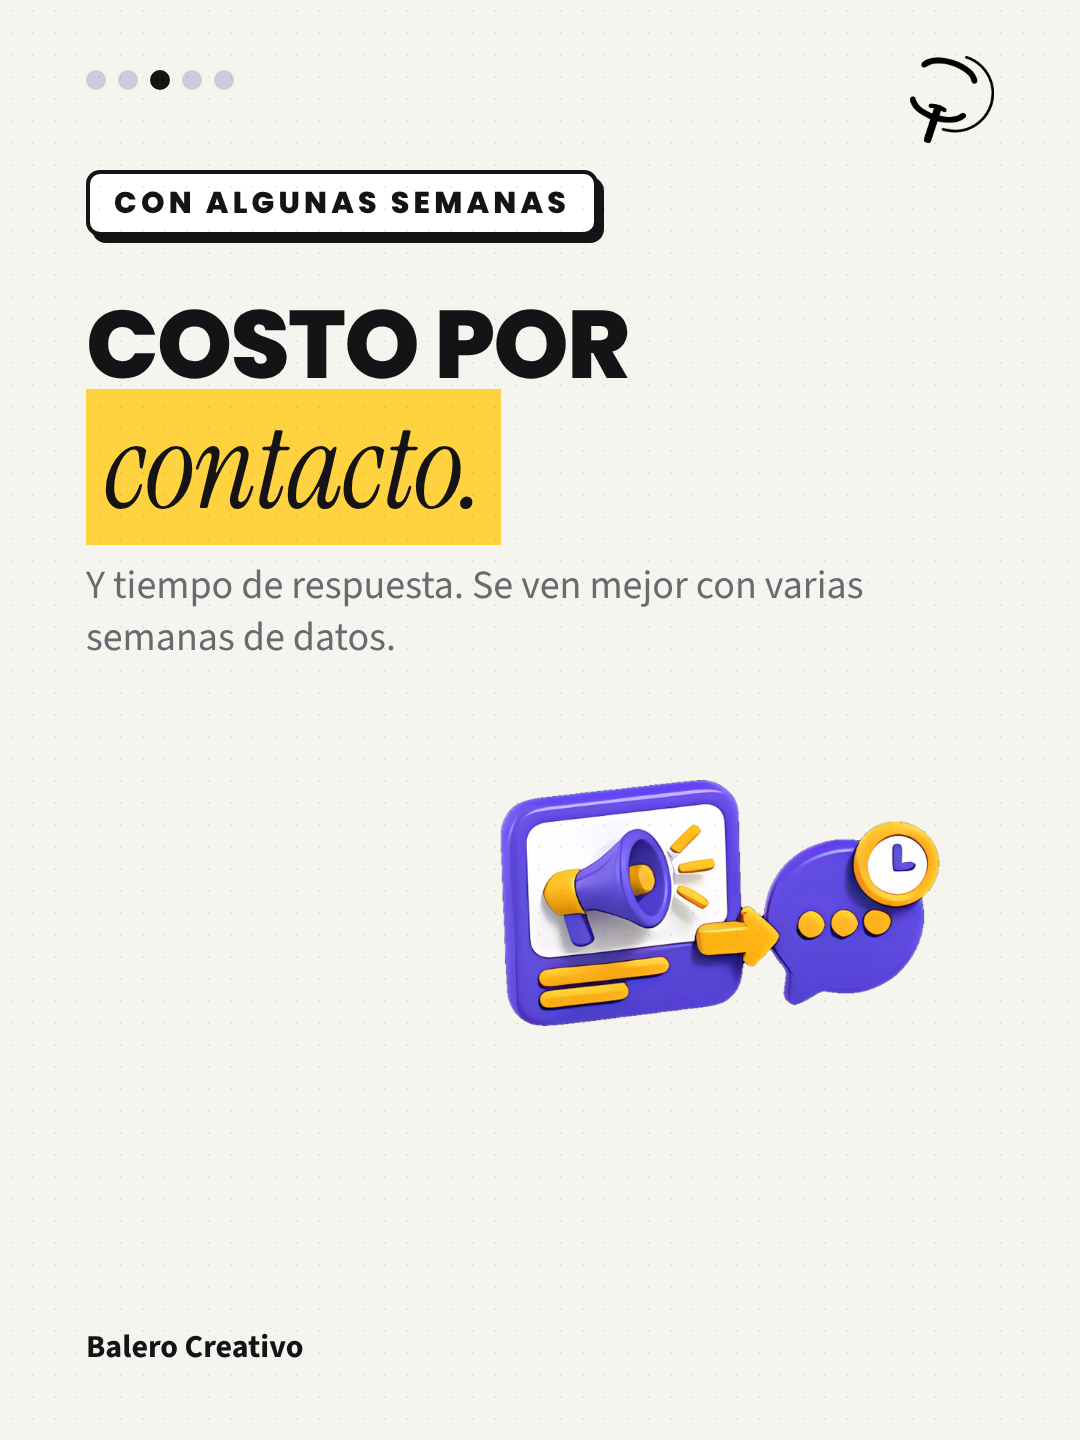 CON ALGUNAS SEMANAS
COSTO POR
contacto.
Y tiempo de respuesta. Se ven mejor con varias
semanas de datos.
Balero Creativo